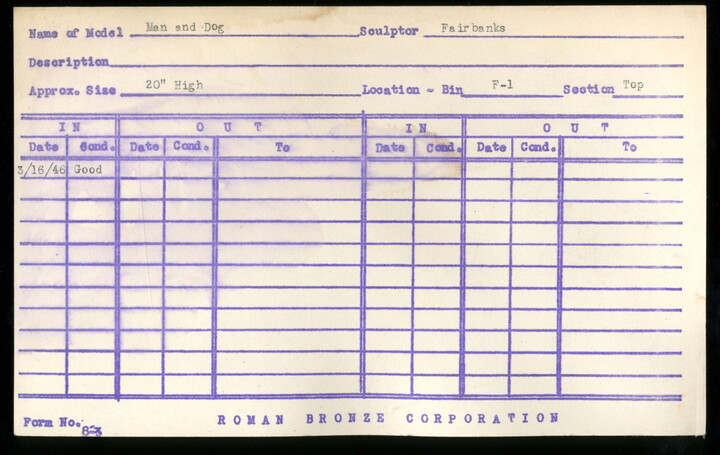 Name of Model Man and Dog Sculptor Fairbanks
Description
Approx. Size 20" High Location - Bin F-1 Section Top
IN OUT IN OUT
Date Cond. Date Cond. To Date Cond. Date Cond. To
3/16/46 Good
Form No. 8-3 ROMAN BRONZE CORPORATION